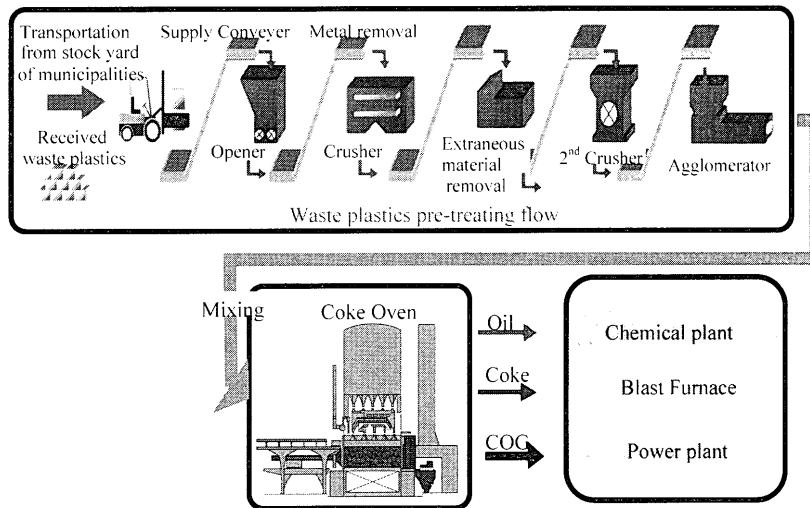 Transportation
from stock yard
of municipalities
Supply Conveyer
Metal removal
Received
waste plastics
Opener
Crusher
Extraneous
material
removal
2nd Crusher
Agglomerator
Waste plastics pre-treating flow
Mixing
Coke Oven
Oil
Coke
COG
Chemical plant
Blast Furnace
Power plant